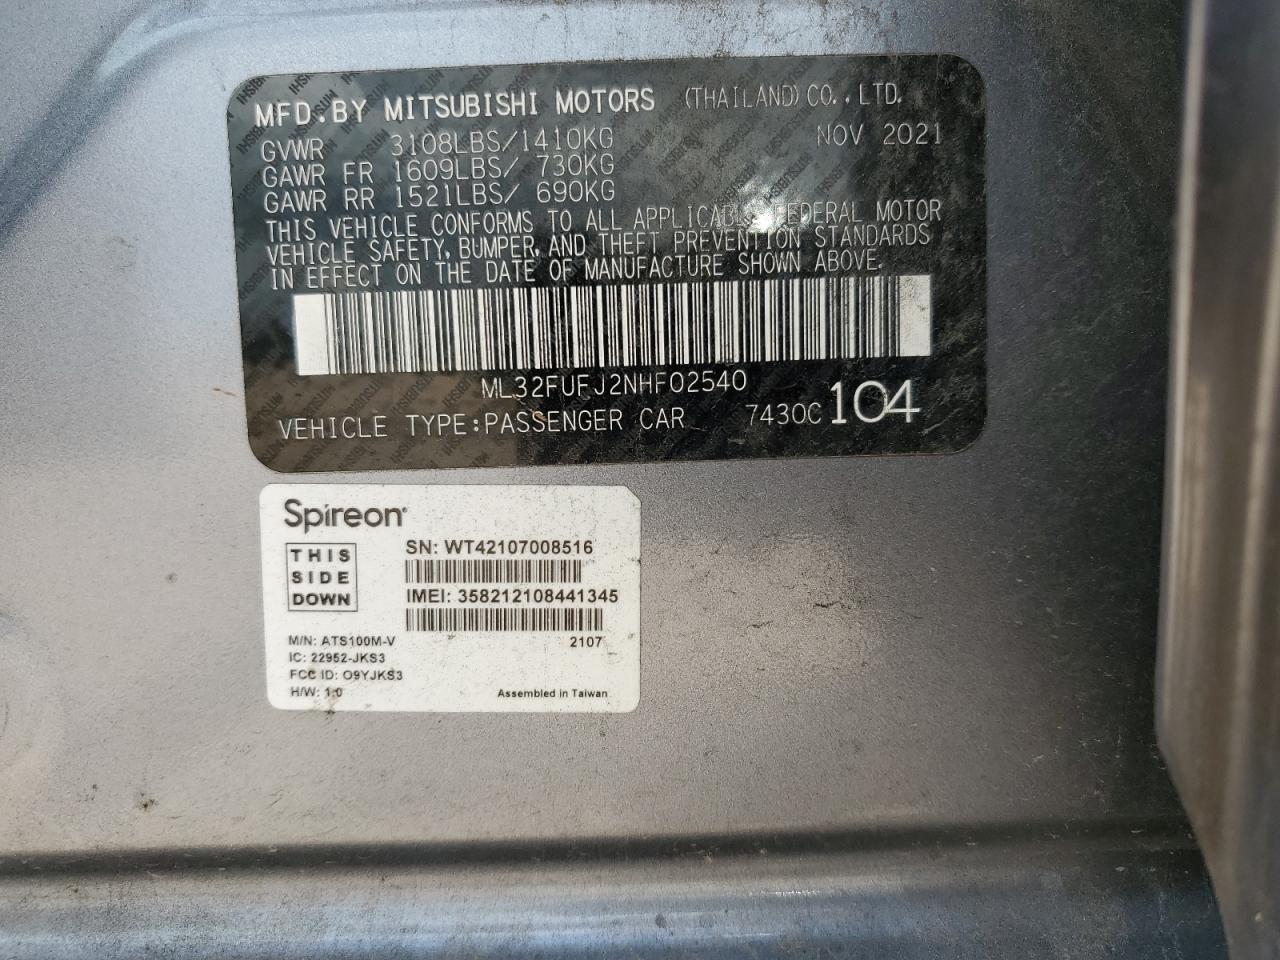 MFD.BY MITSUBISHI MOTORS (THAILAND) CO.,LTD.
GVWR 3108LBS/1410KG NOV 2021
GAWR FR 1609LBS/ 730KG
GAWR RR 1521LBS/ 690KG
THIS VEHICLE CONFORMS TO ALL APPLICABLE FEDERAL MOTOR
VEHICLE SAFETY, BUMPER, AND THEFT PREVENTION STANDARDS
IN EFFECT ON THE DATE OF MANUFACTURE SHOWN ABOVE.
ML32FUFJ2NHF02540
VEHICLE TYPE:PASSENGER CAR 7430C 104
Spireon
THIS
SIDE
DOWN
SN: WT42107008516
IMEI: 358212108441345
2107
M/N: ATS100M-V
IC: 22952-JKS3
FCC ID: O9YJKS3
H/W: 1.0
Assembled in Taiwan